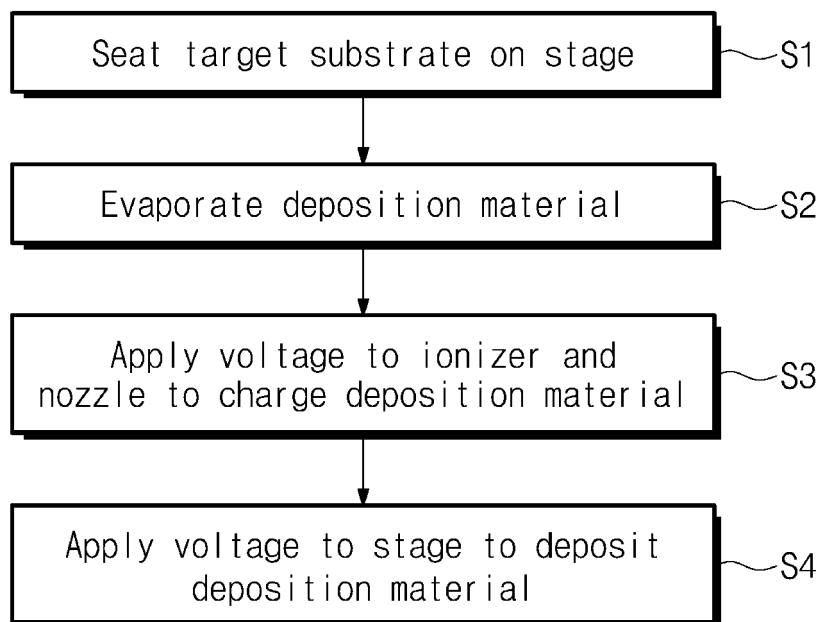 Seat target substrate on stage
S1
Evaporate deposition material
S2
Apply voltage to ionizer and
nozzle to charge deposition material
S3
Apply voltage to stage to deposit
deposition material
S4